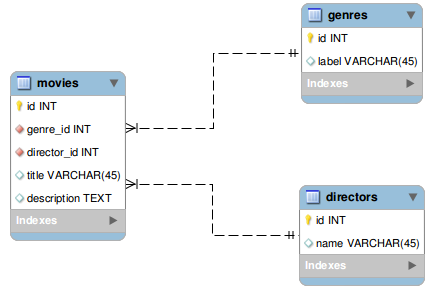 genres
id INT
label VARCHAR(45)
Indexes
movies
id INT
genre_id INT
director_id INT
title VARCHAR(45)
description TEXT
Indexes
directors
id INT
name VARCHAR(45)
Indexes